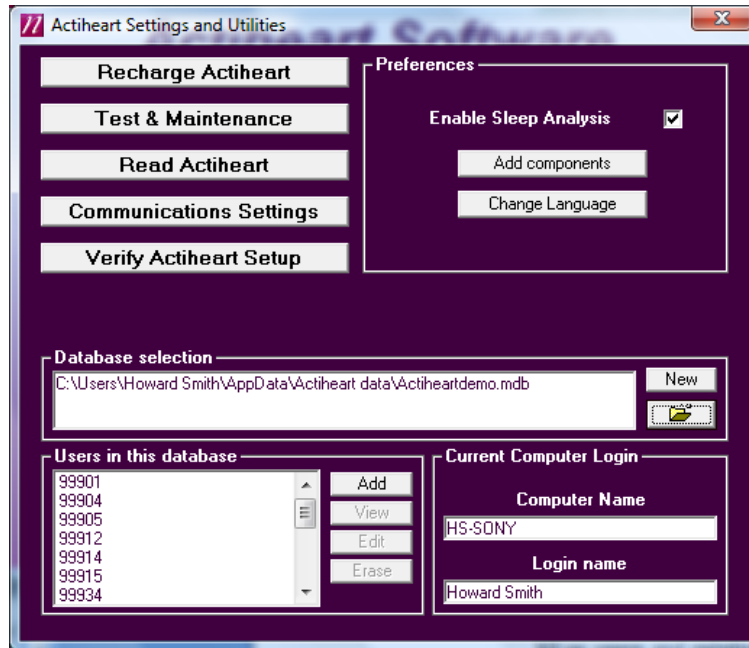 Actiheart Settings and Utilities
Actiheart Software
Recharge Actiheart
Test & Maintenance
Read Actiheart
Communications Settings
Verify Actiheart Setup
Preferences
Enable Sleep Analysis
Add components
Change Language
Database selection
C:\Users\Howard Smith\AppData\Actiheart data\Actiheartdemo.mdb
New
Users in this database
99901
99904
99905
99912
99914
99915
99934
Add
View
Edit
Erase
Current Computer Login
Computer Name
HS-SONY
Login name
Howard Smith